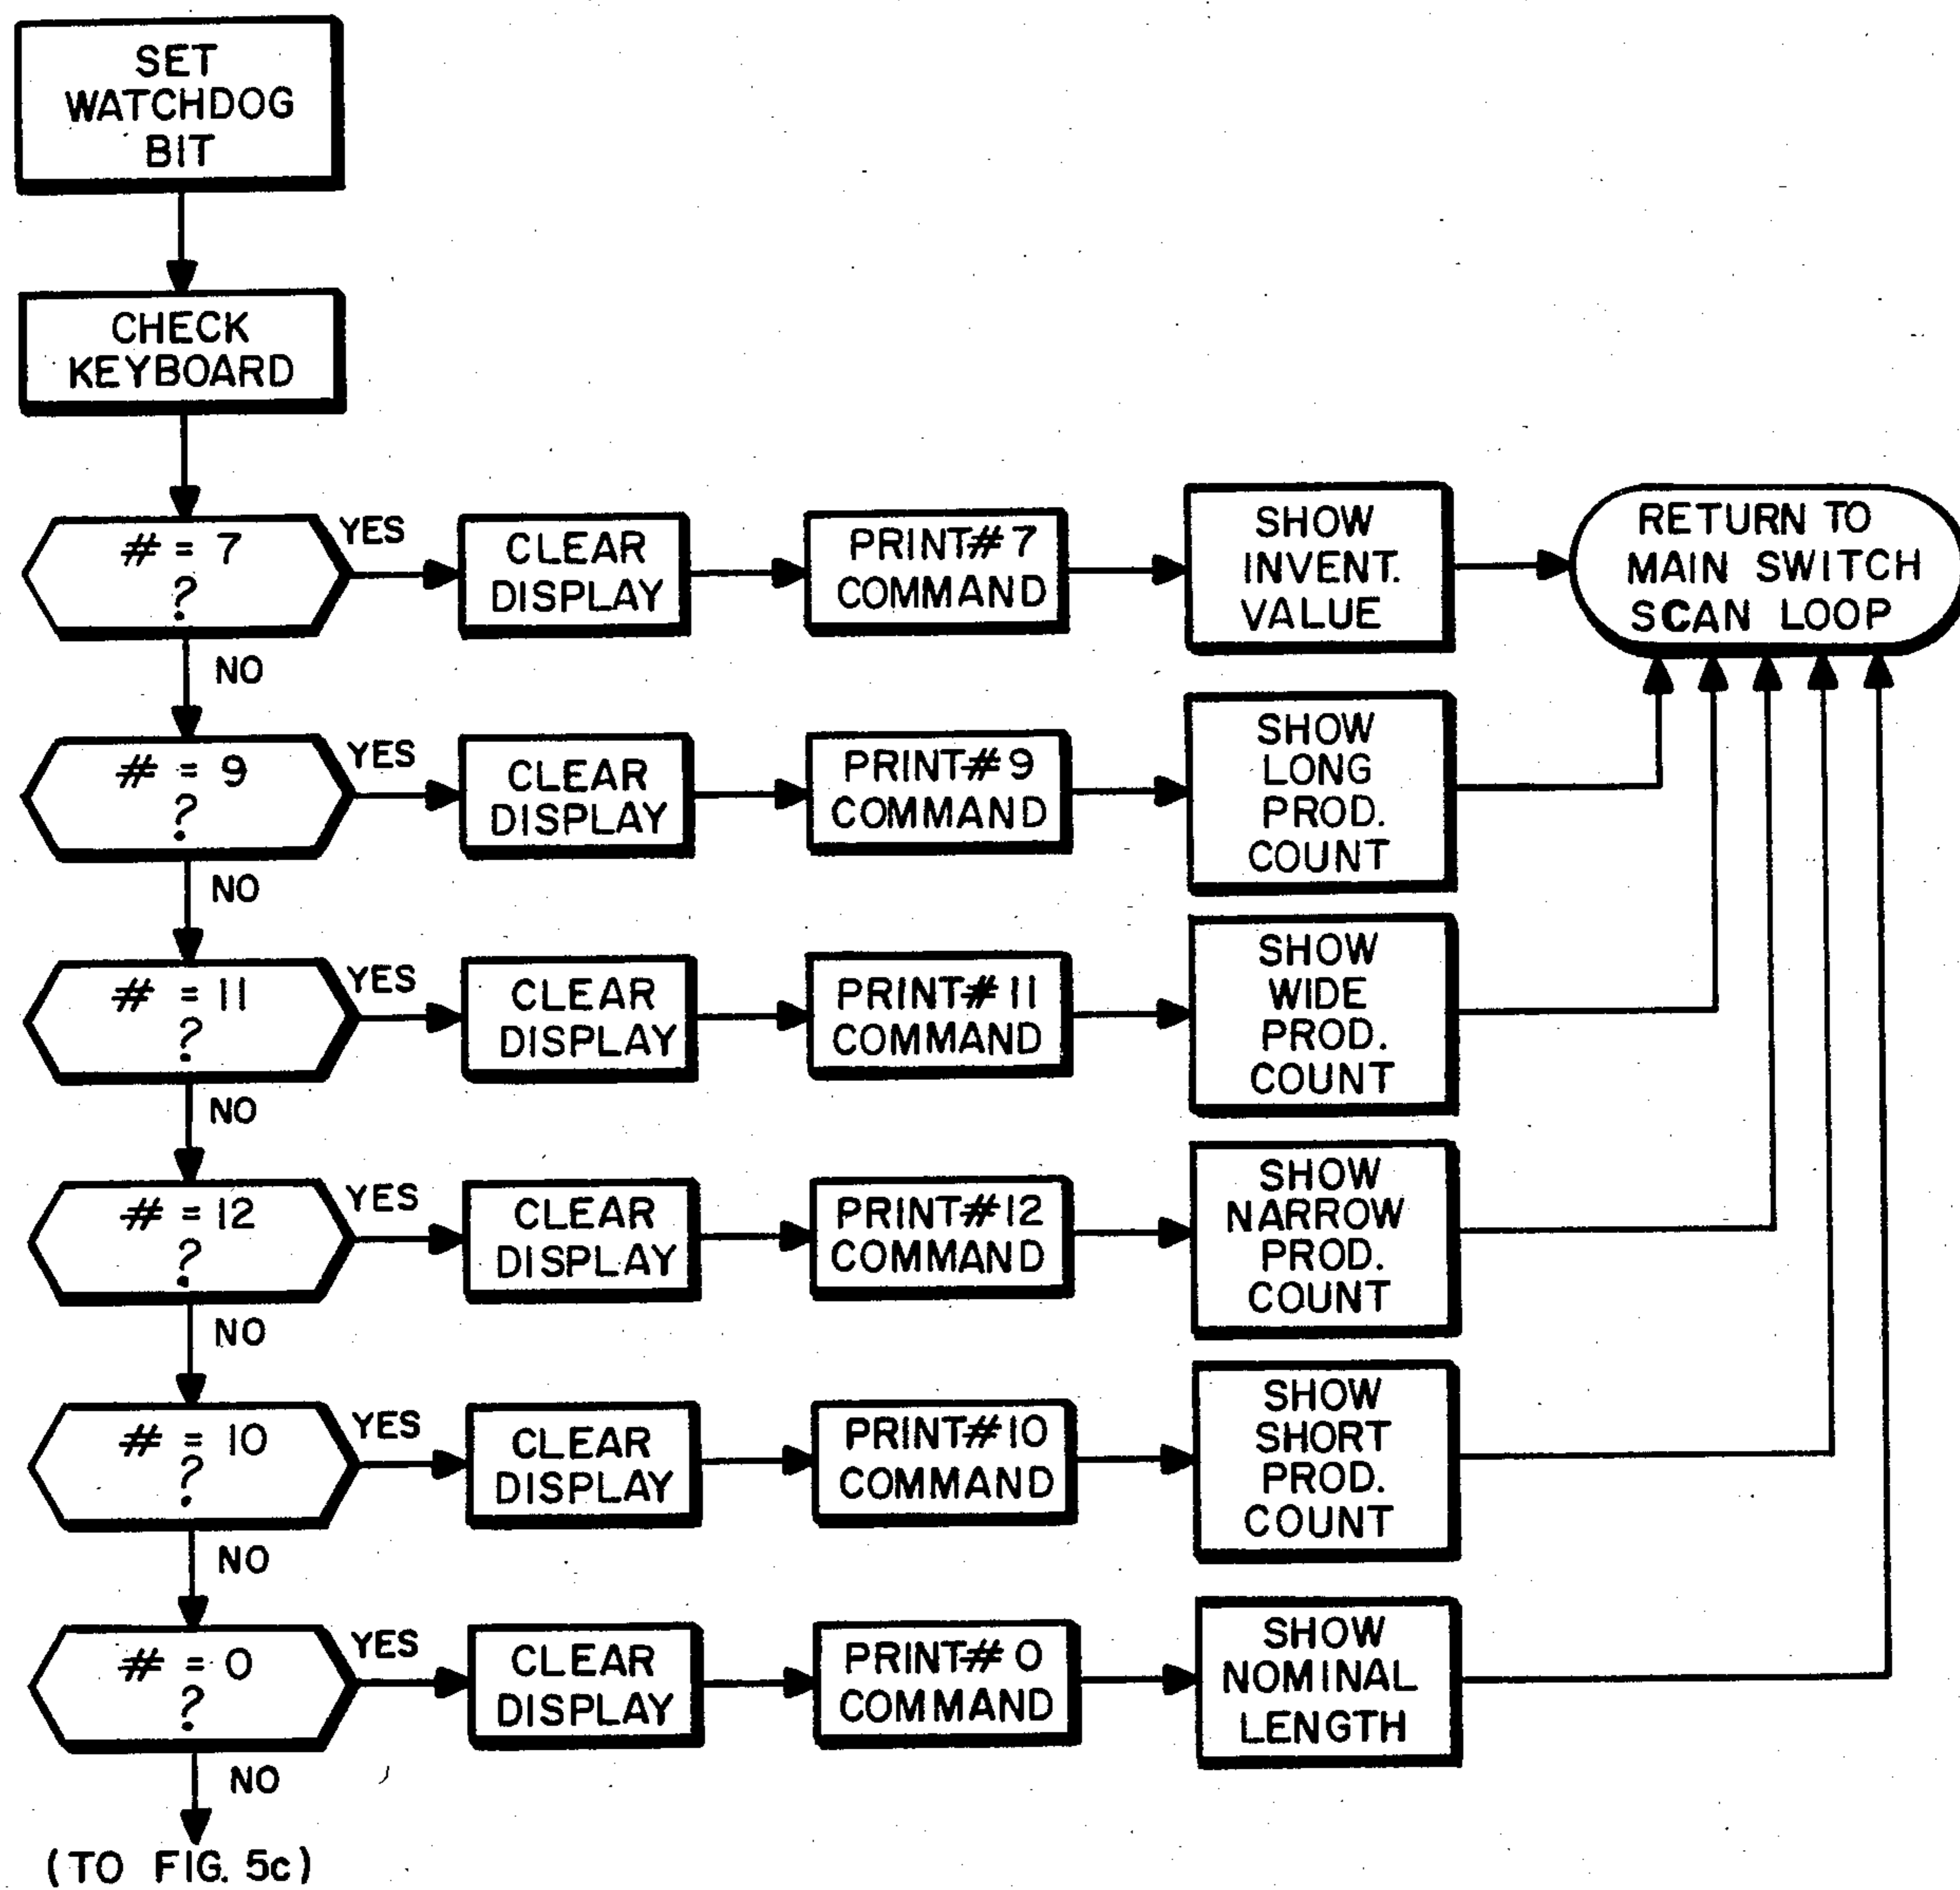 SET
WATCHDOG
BIT
CHECK
KEYBOARD
# = 7
?
YES
CLEAR
DISPLAY
PRINT# 7
COMMAND
SHOW
INVENT.
VALUE
RETURN TO
MAIN SWITCH
SCAN LOOP
NO
# = 9
?
YES
CLEAR
DISPLAY
PRINT# 9
COMMAND
SHOW
LONG
PROD.
COUNT
NO
# = 11
?
YES
CLEAR
DISPLAY
PRINT# 11
COMMAND
SHOW
WIDE
PROD.
COUNT
NO
# = 12
?
YES
CLEAR
DISPLAY
PRINT#12
COMMAND
SHOW
NARROW
PROD.
COUNT
NO
# = 10
?
YES
CLEAR
DISPLAY
PRINT#10
COMMAND
SHOW
SHORT
PROD.
COUNT
NO
# = 0
?
YES
CLEAR
DISPLAY
PRINT# 0
COMMAND
SHOW
NOMINAL
LENGTH
NO
(TO FIG. 5c)